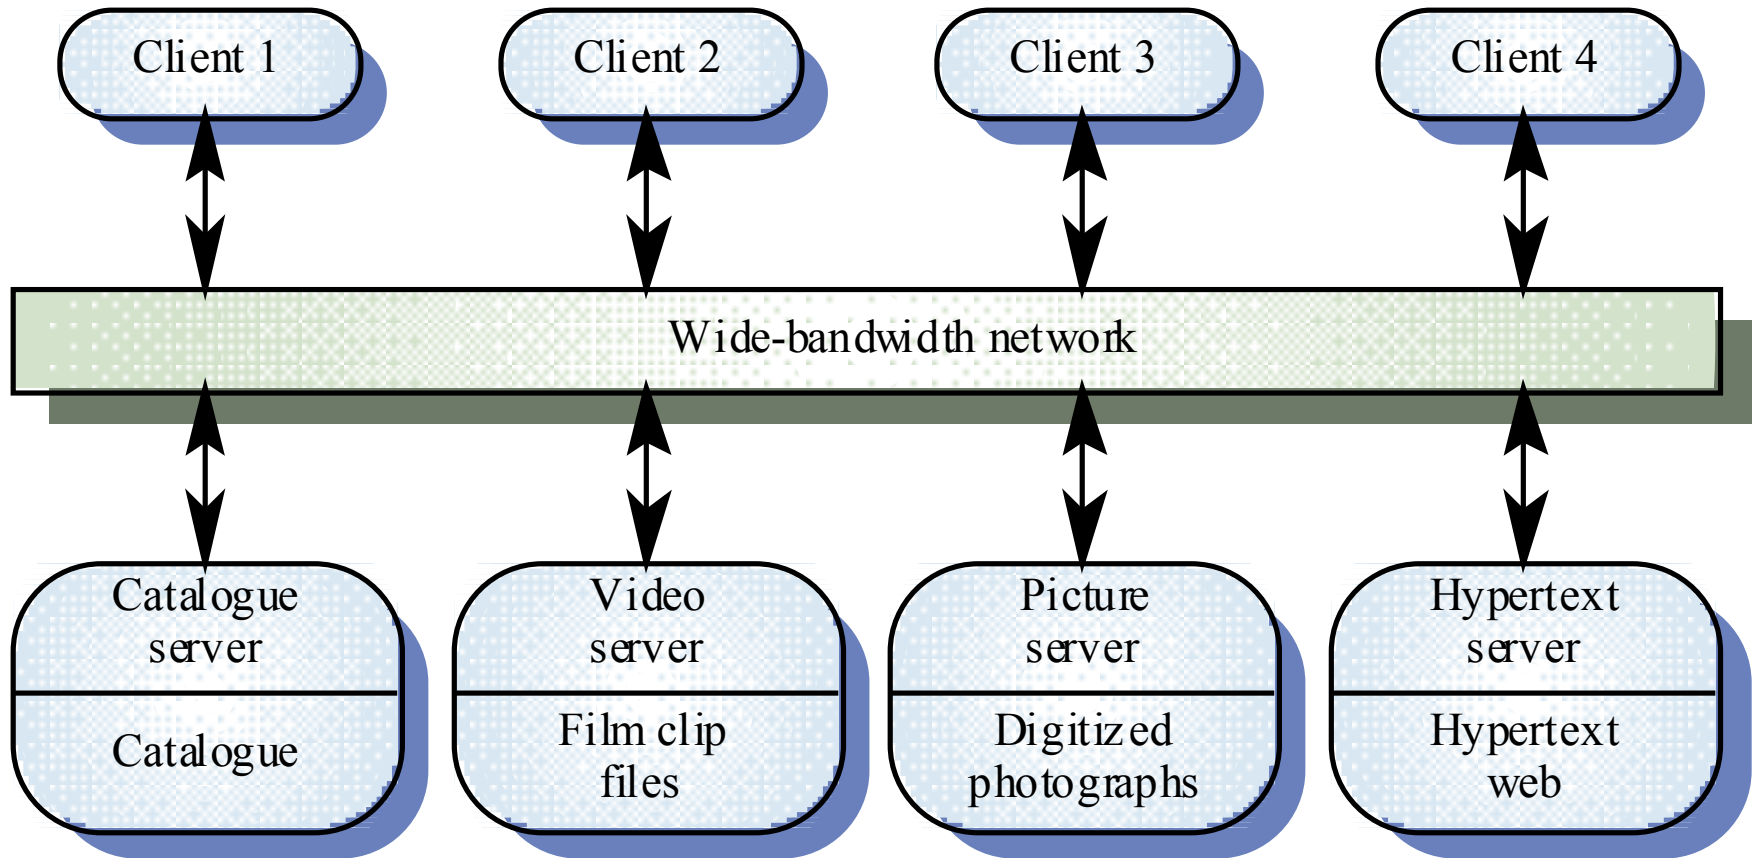 Client 1
Client 2
Client 3
Client 4
Wide-bandwidth network
Catalogue
server
Catalogue
Video
server
Film clip
files
Picture
server
Digitized
photographs
Hypertext
server
Hypertext
web